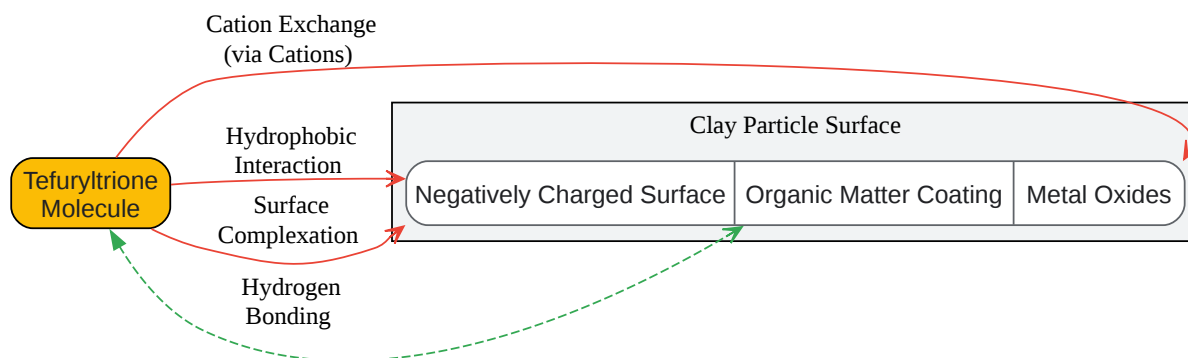 Cation Exchange
(via Cations)
Clay Particle Surface
Hydrophobic
Interaction
Tefuryltrione
Molecule
Negatively Charged Surface
Organic Matter Coating
Metal Oxides
Surface
Complexation
Hydrogen
Bonding